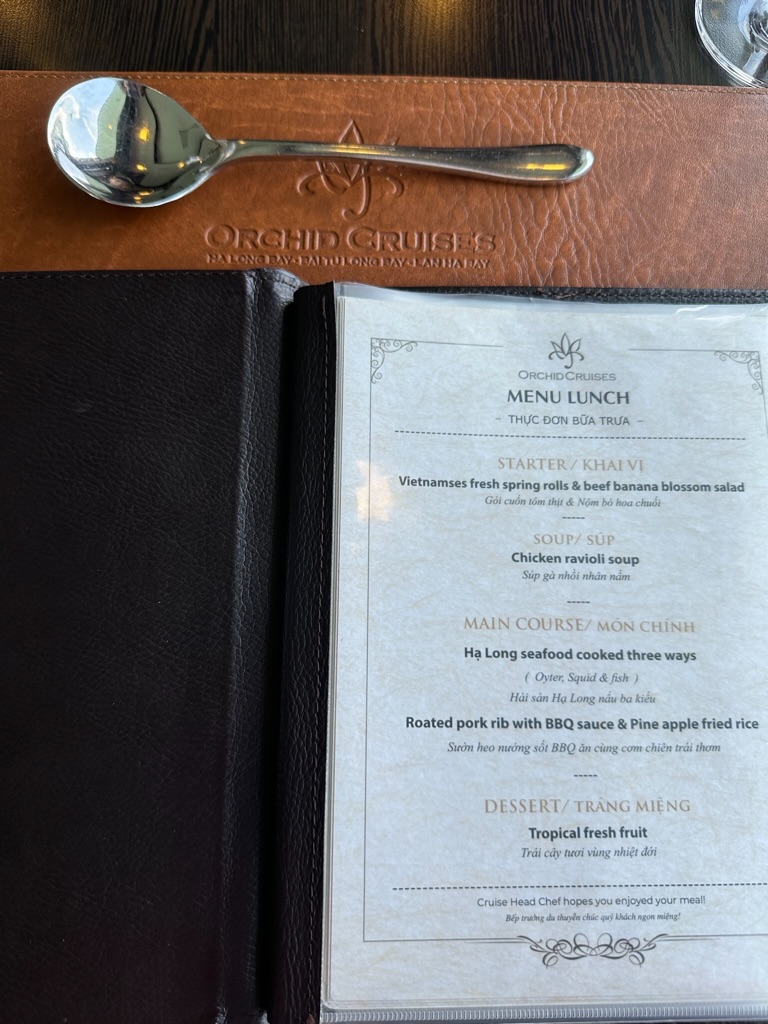 ORCHID CRUISES
HA LONG BAY - BAI TU LONG BAY - LAN HA BAY
ORCHID CRUISES
MENU LUNCH
- THỰC ĐƠN BỮA TRƯA -
STARTER/ KHAI VỊ
Vietnamses fresh spring rolls & beef banana blossom salad
Gỏi cuốn tôm thịt & Nộm bò hoa chuối
SOUP/ SÚP
Chicken ravioli soup
Súp gà nhồi nhân nấm
MAIN COURSE/ MÓN CHÍNH
Hạ Long seafood cooked three ways
( Oyter, Squid & fish )
Hải sản Hạ Long nấu ba kiểu
Roated pork rib with BBQ sauce & Pine apple fried rice
Sườn heo nướng sốt BBQ ăn cùng cơm chiên trái thơm
DESSERT/ TRÁNG MIỆNG
Tropical fresh fruit
Trái cây tươi vùng nhiệt đới
Cruise Head Chef hopes you enjoyed your meal!
Bếp trưởng du thuyền chúc quý khách ngon miệng!